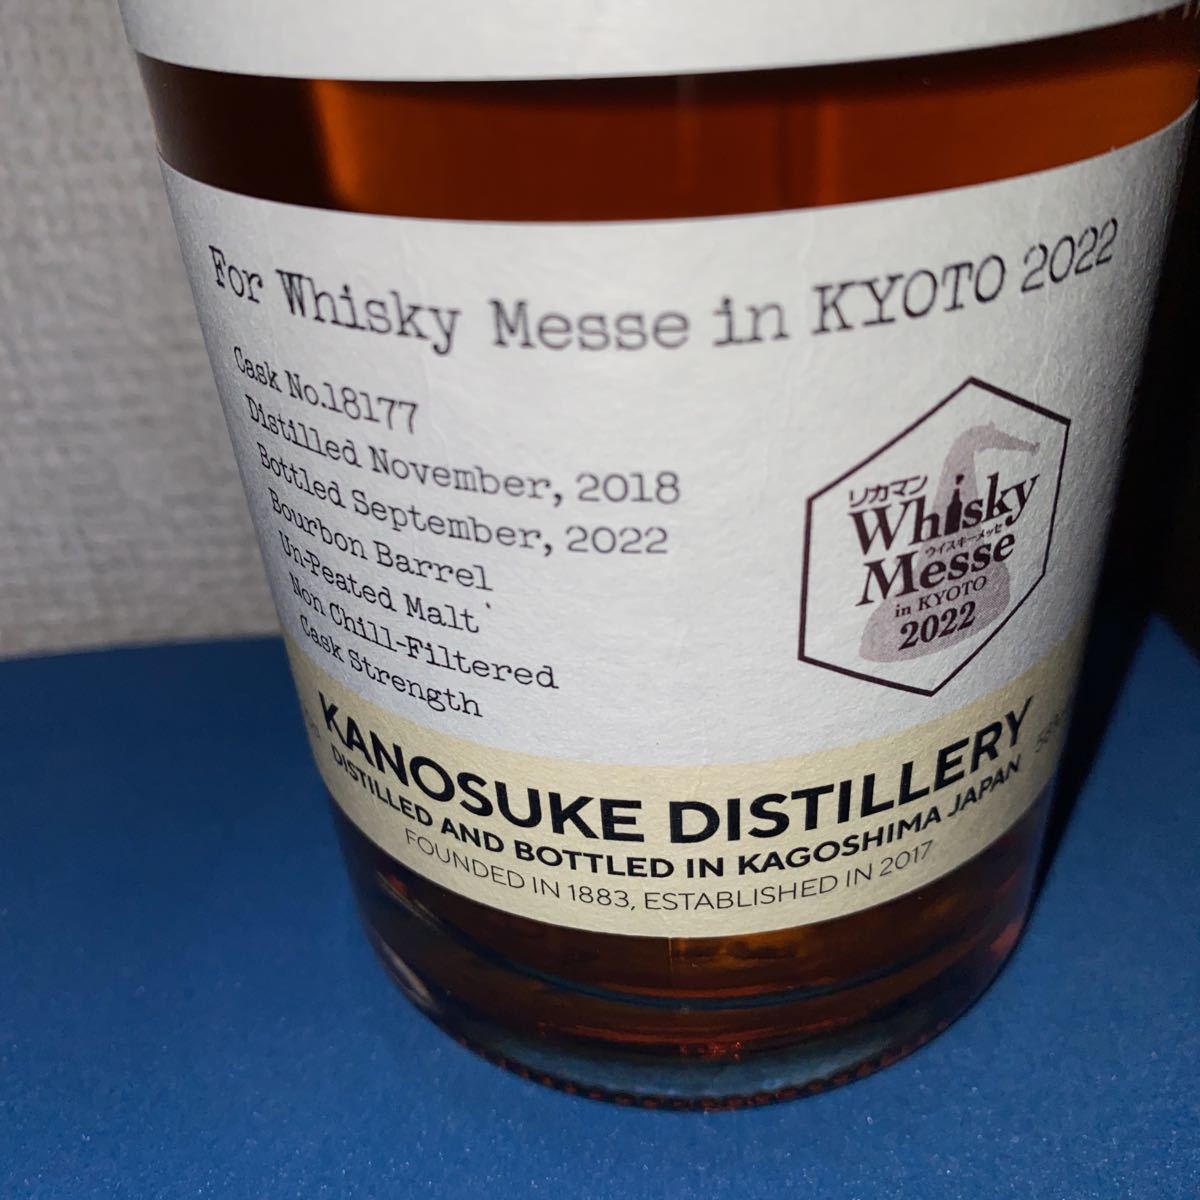 For Whisky Messe in KYOTO 2022
Cask No.18177
Distilled November, 2018
Bottled September, 2022
Bourbon Barrel
Un-Peated Malt
Non Chill-Filtered
Cask Strength
リカマン
Whisky
ウイスキーメッセ
Messe
in KYOTO
2022
KANOSUKE DISTILLERY
DISTILLED AND BOTTLED IN KAGOSHIMA JAPAN
FOUNDED IN 1883, ESTABLISHED IN 2017